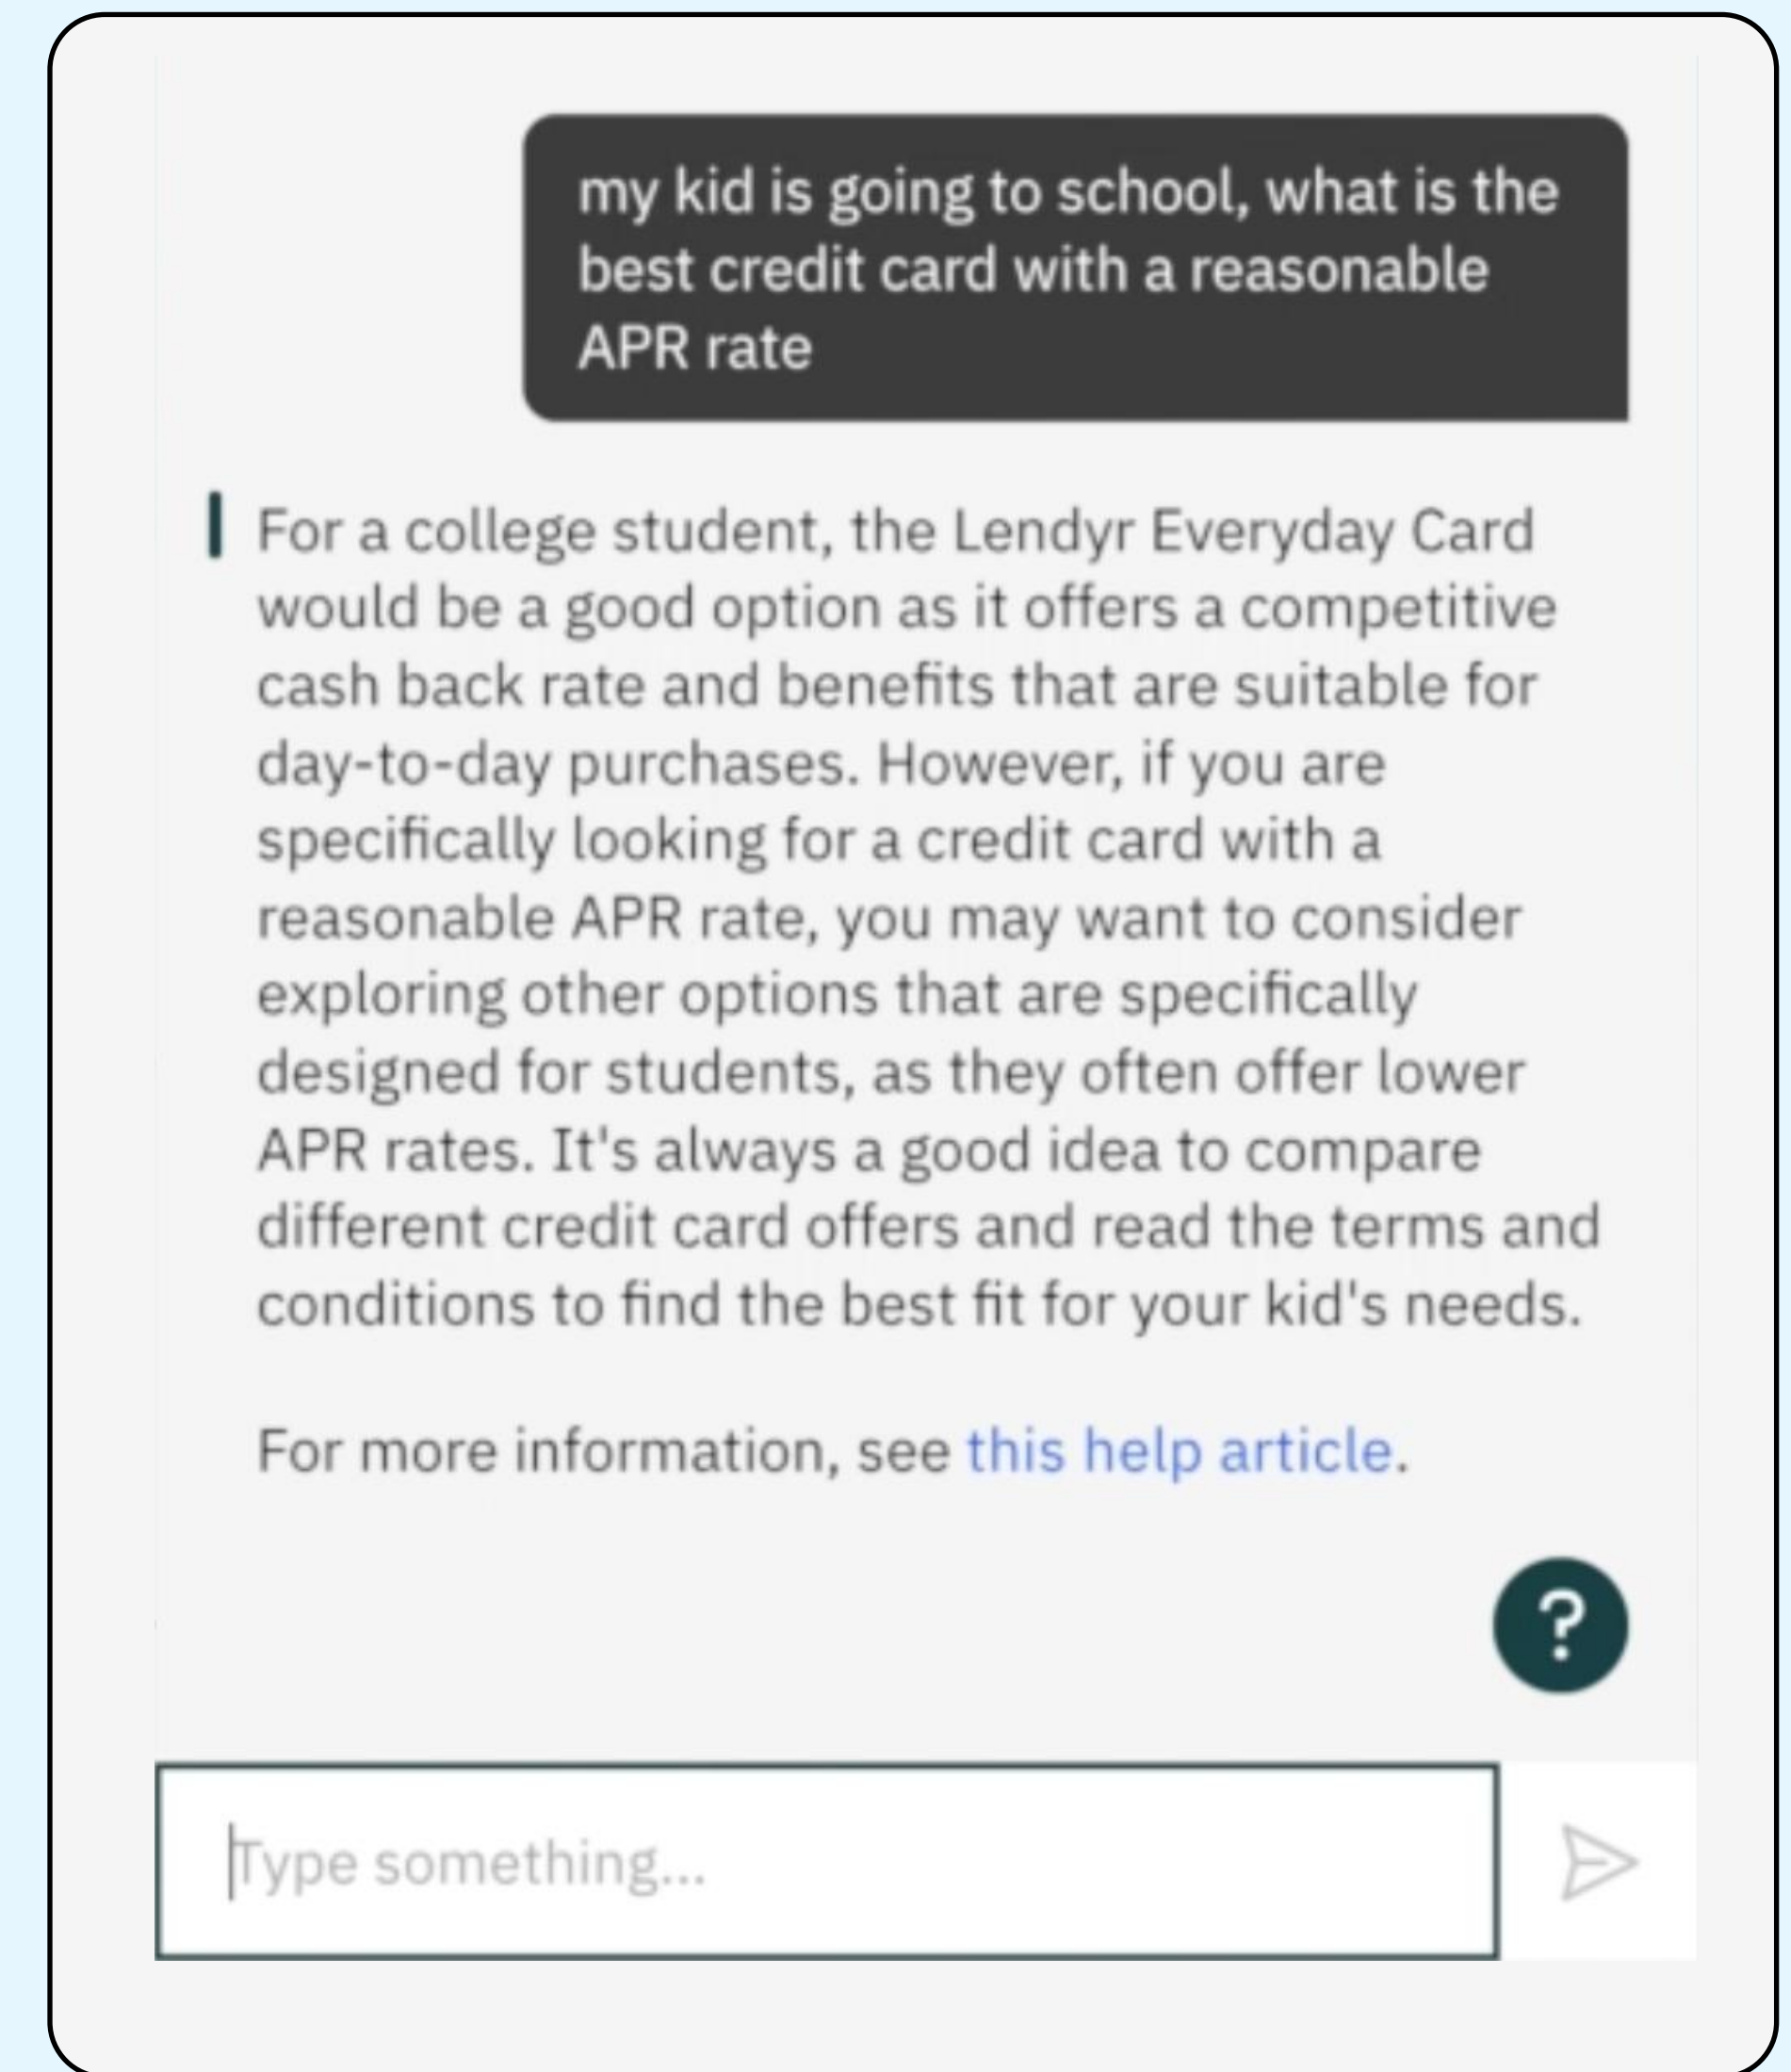 my kid is going to school, what is the
best credit card with a reasonable
APR rate
For a college student, the Lendyr Everyday Card
would be a good option as it offers a competitive
cash back rate and benefits that are suitable for
day-to-day purchases. However, if you are
specifically looking for a credit card with a
reasonable APR rate, you may want to consider
exploring other options that are specifically
designed for students, as they often offer lower
APR rates. It's always a good idea to compare
different credit card offers and read the terms and
conditions to find the best fit for your kid's needs.
For more information, see this help article.
?
Type something...